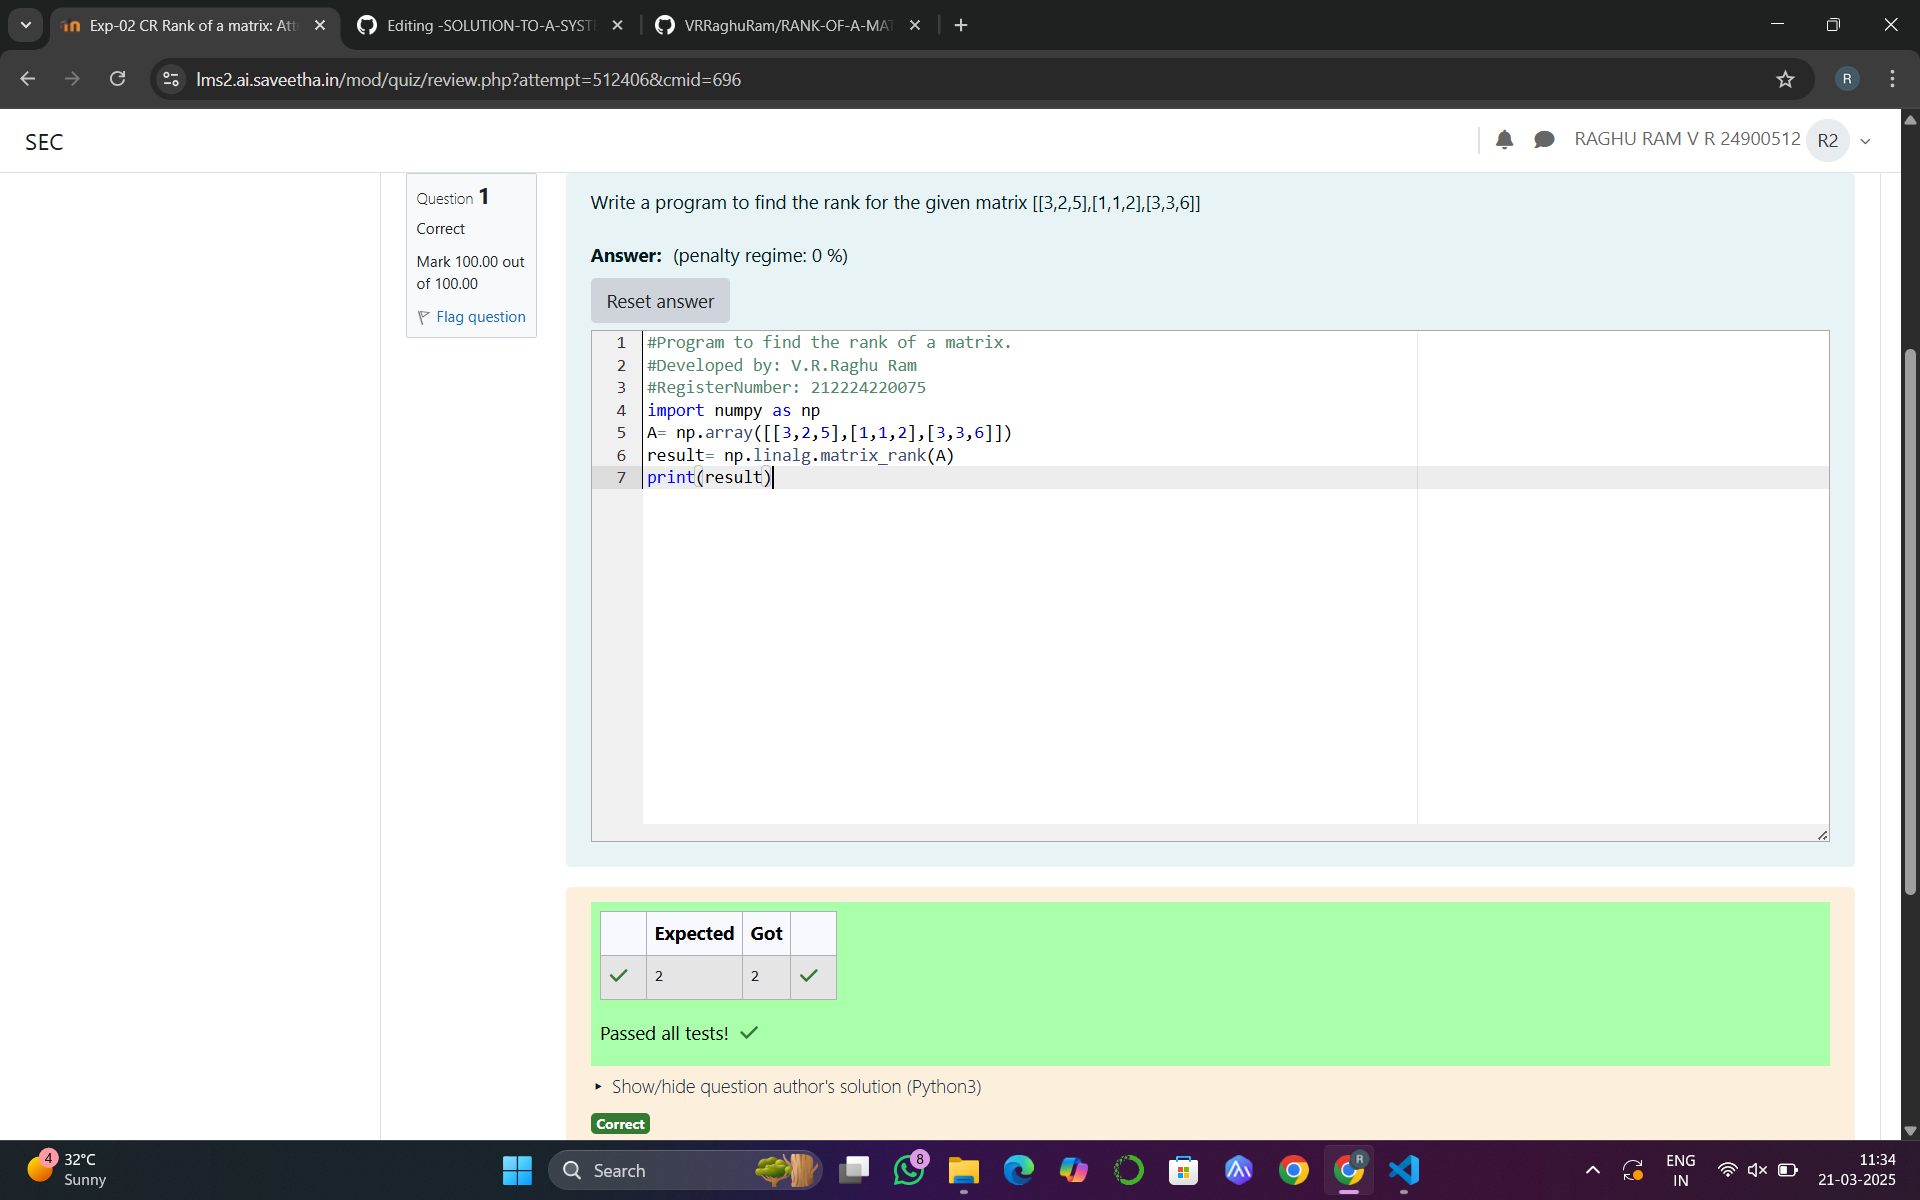 Exp-02 CR Rank of a matrix: Att
Editing -SOLUTION-TO-A-SYST
VRRaghuRam/RANK-OF-A-MA
lms2.ai.saveetha.in/mod/quiz/review.php?attempt=512406&cmid=696
R
SEC
RAGHU RAM V R 24900512
R2
Question 1
Correct
Mark 100.00 out
of 100.00
Flag question
Write a program to find the rank for the given matrix [[3,2,5],[1,1,2],[3,3,6]]
Answer: (penalty regime: 0 %)
Reset answer
1 #Program to find the rank of a matrix.
2 #Developed by: V.R.Raghu Ram
3 #RegisterNumber: 212224220075
4 import numpy as np
5 A= np.array([[3,2,5],[1,1,2],[3,3,6]])
6 result= np.linalg.matrix_rank(A)
7 print(result)
Expected Got
2 2
Passed all tests!
Show/hide question author's solution (Python3)
Correct
4
32°C
Sunny
Search
8
R
ENG
IN
11:34
21-03-2025